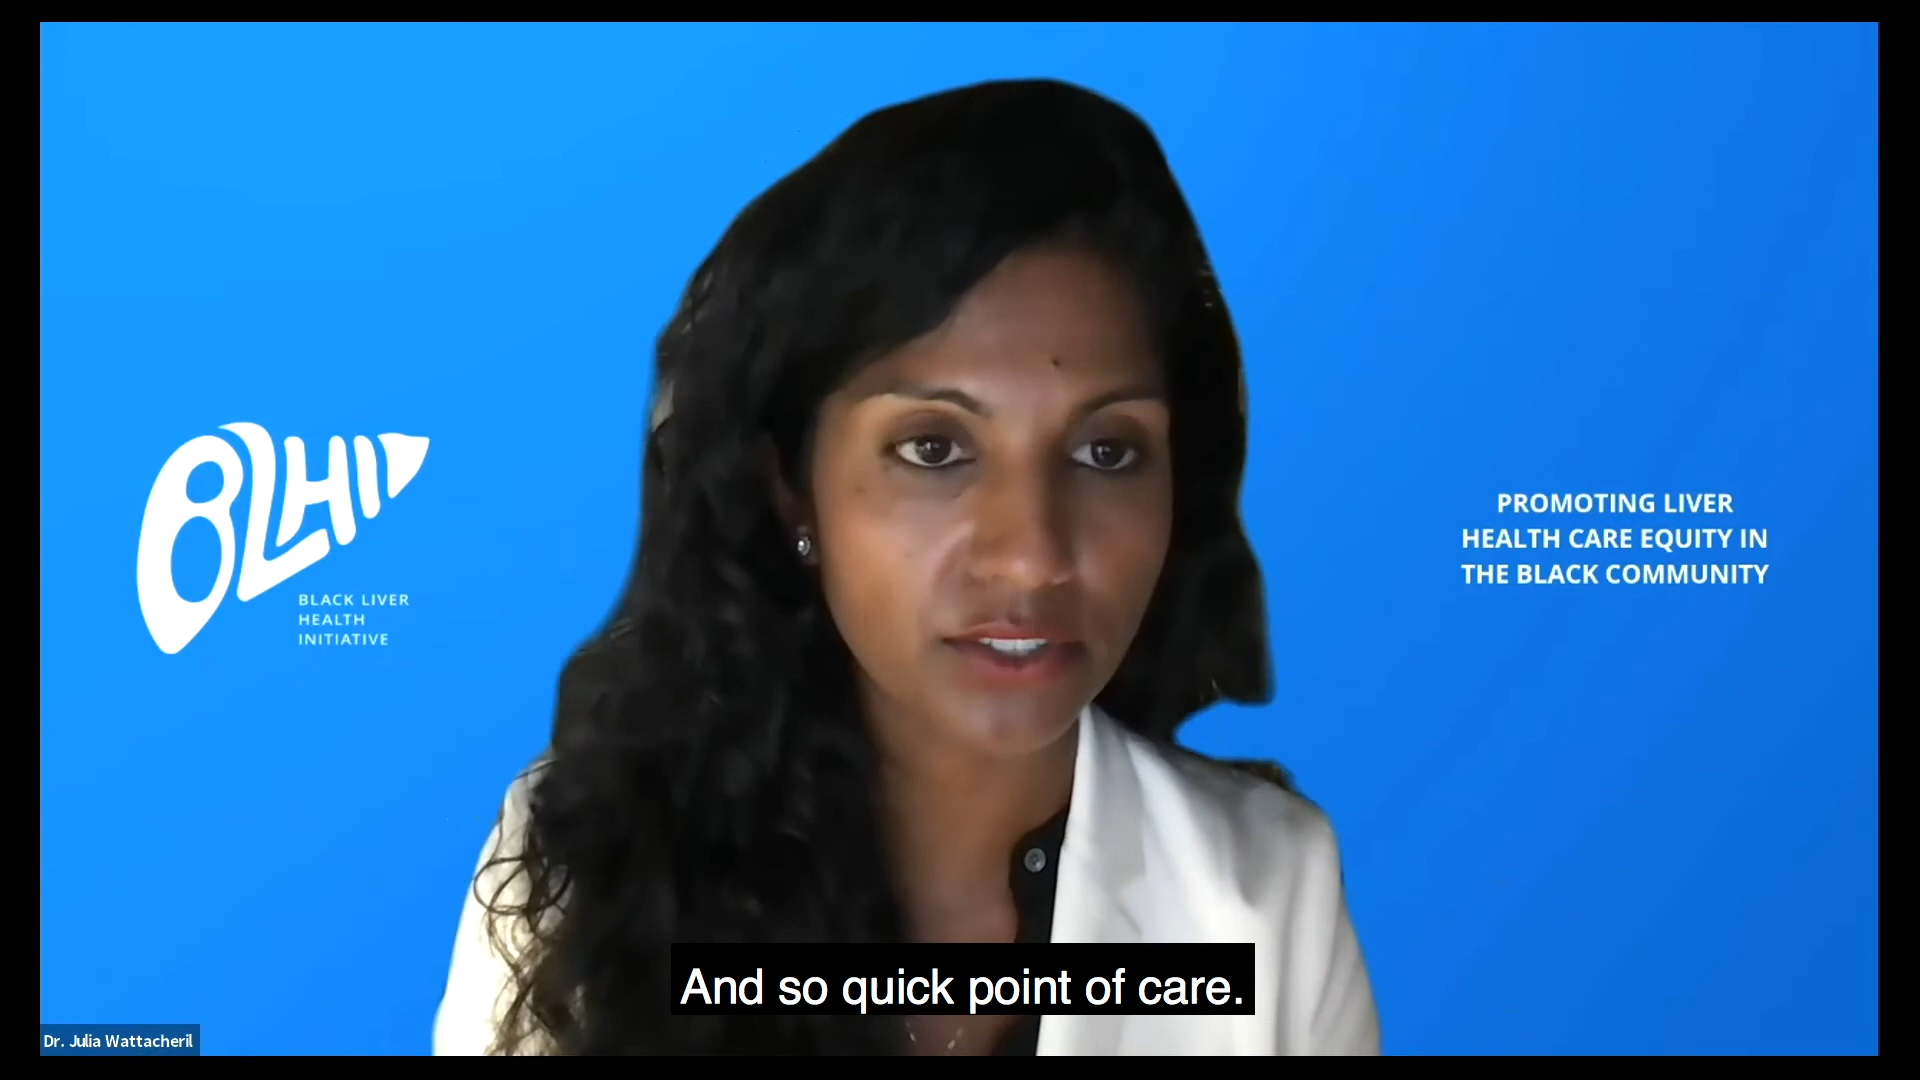 BLHI
BLACK LIVER
HEALTH
INITIATIVE
PROMOTING LIVER
HEALTH CARE EQUITY IN
THE BLACK COMMUNITY
And so quick point of care.
Dr. Julia Wattacheril